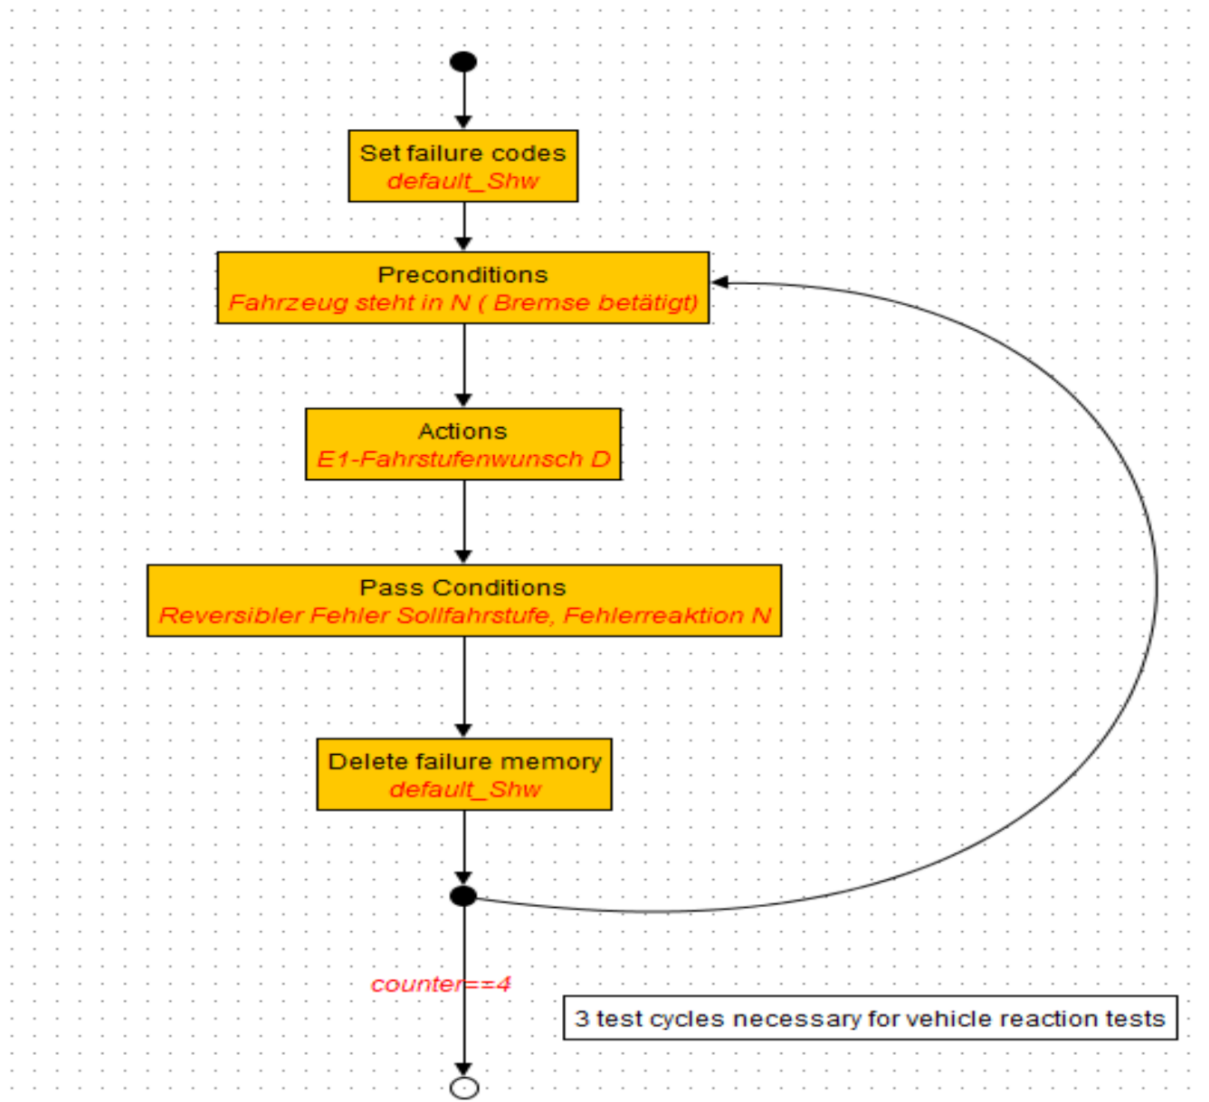 Set failure codes
default_Shw
Preconditions
Fahrzeug steht in N ( Bremse betätigt)
Actions
E1-Fahrstufenwunsch D
Pass Conditions
Reversibler Fehler Sollfahrstufe, Fehlerreaktion N
Delete failure memory
default_Shw
counter==4
3 test cycles necessary for vehicle reaction tests